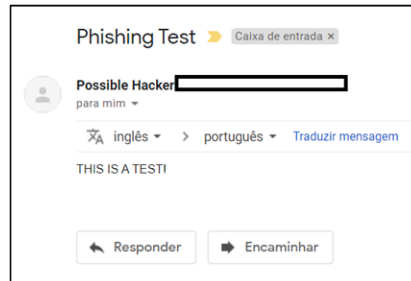 Phishing Test Caixa de entrada ×
Possible Hacker
para mim
inglês > português Traduzir mensagem
THIS IS A TEST!
Responder Encaminhar